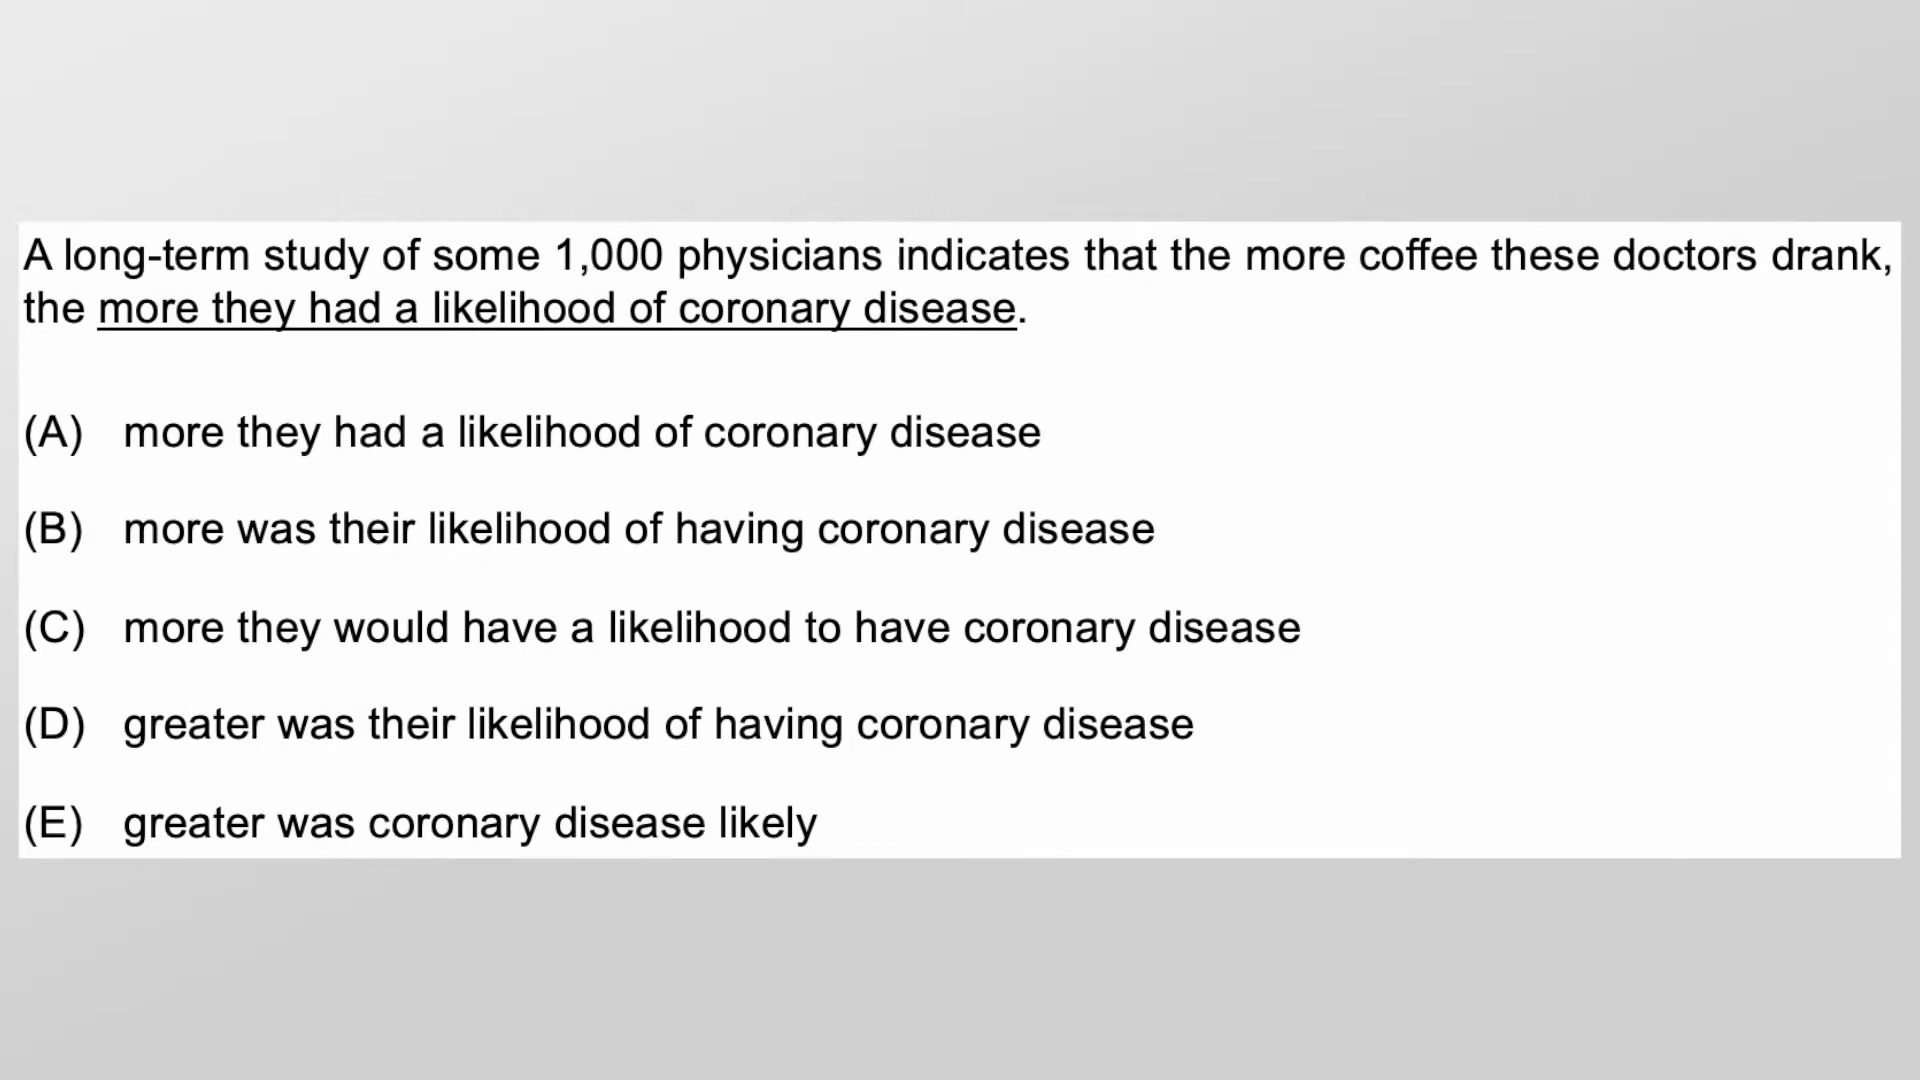 A long-term study of some 1,000 physicians indicates that the more coffee these doctors drank,
the more they had a likelihood of coronary disease.
(A) more they had a likelihood of coronary disease
(B) more was their likelihood of having coronary disease
(C) more they would have a likelihood to have coronary disease
(D) greater was their likelihood of having coronary disease
(E) greater was coronary disease likely